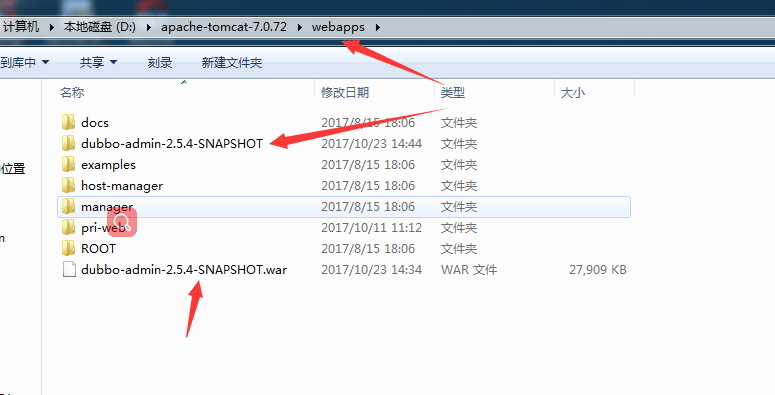 计算机 本地磁盘 (D:) apache-tomcat-7.0.72 webapps
到库中 共享 刻录 新建文件夹
名称 修改日期 类型 大小
docs 2017/8/15 18:06 文件夹
dubbo-admin-2.5.4-SNAPSHOT 2017/10/23 14:44 文件夹
examples 2017/8/15 18:06 文件夹
host-manager 2017/8/15 18:06 文件夹
的位置
manager 2017/8/15 18:06 文件夹
pri-web 2017/10/11 11:12 文件夹
n
ROOT 2017/8/15 18:06 文件夹
dubbo-admin-2.5.4-SNAPSHOT.war 2017/10/23 14:34 WAR 文件 27,909 KB